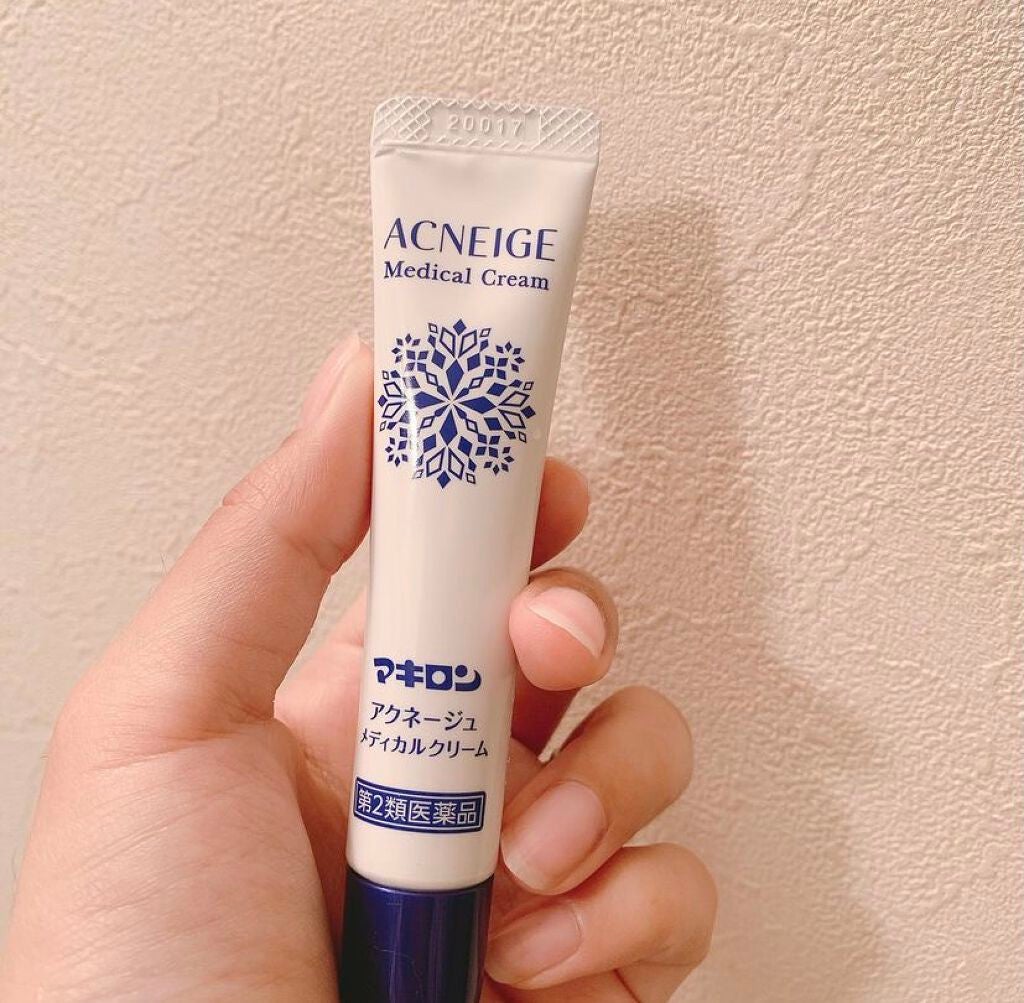 20017
ACNEIGE
Medical Cream
マキロン
アクネージュ
メディカルクリーム
第2類医薬品